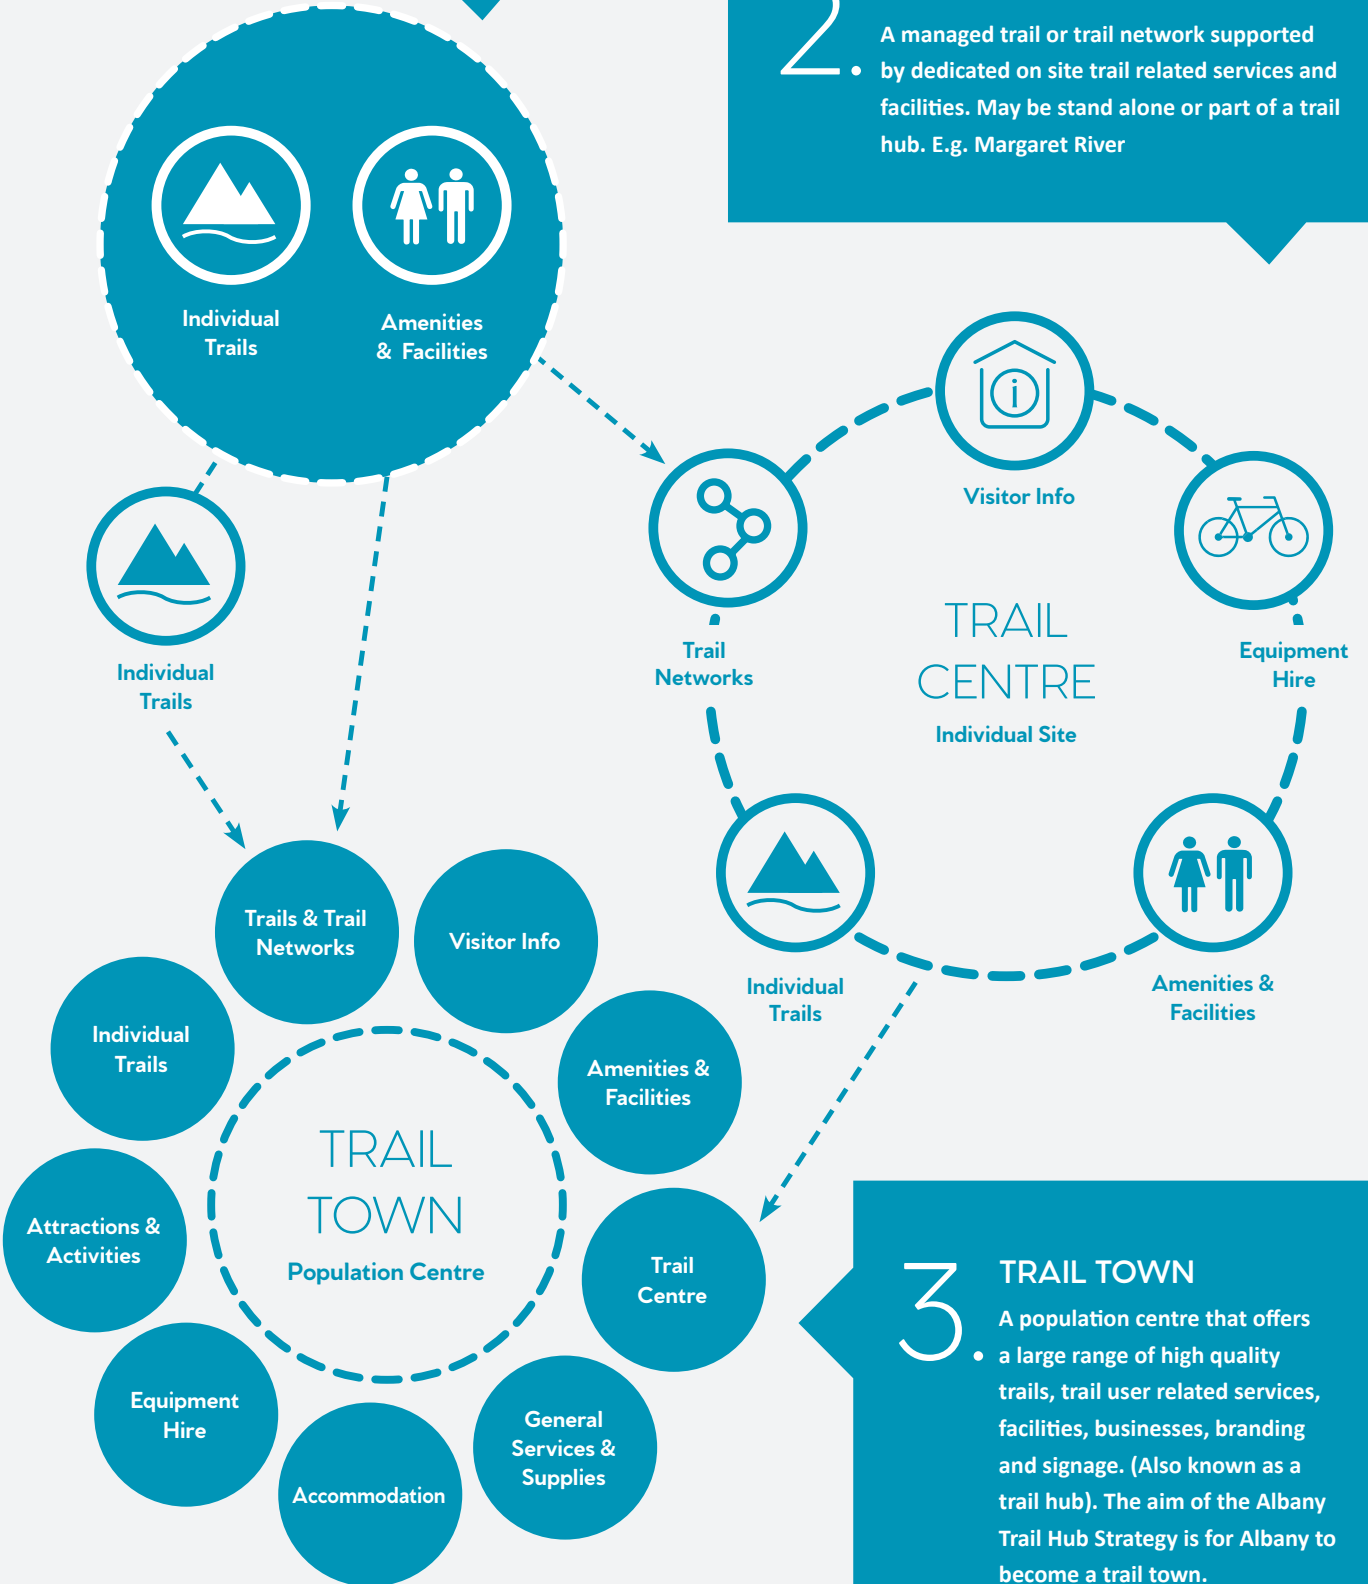 2.
A managed trail or trail network supported
by dedicated on site trail related services and
facilities. May be stand alone or part of a trail
hub. E.g. Margaret River
Individual
Trails
Amenities
& Facilities
Visitor Info
Individual
Trails
Trail
Networks
TRAIL
CENTRE
Individual Site
Equipment
Hire
Individual
Trails
Amenities &
Facilities
Trails & Trail
Networks
Visitor Info
Individual
Trails
Amenities &
Facilities
TRAIL
TOWN
Population Centre
Attractions &
Activities
Trail
Centre
Equipment
Hire
General
Services &
Supplies
Accommodation
3.
TRAIL TOWN
A population centre that offers
a large range of high quality
trails, trail user related services,
facilities, businesses, branding
and signage. (Also known as a
trail hub). The aim of the Albany
Trail Hub Strategy is for Albany to
become a trail town.